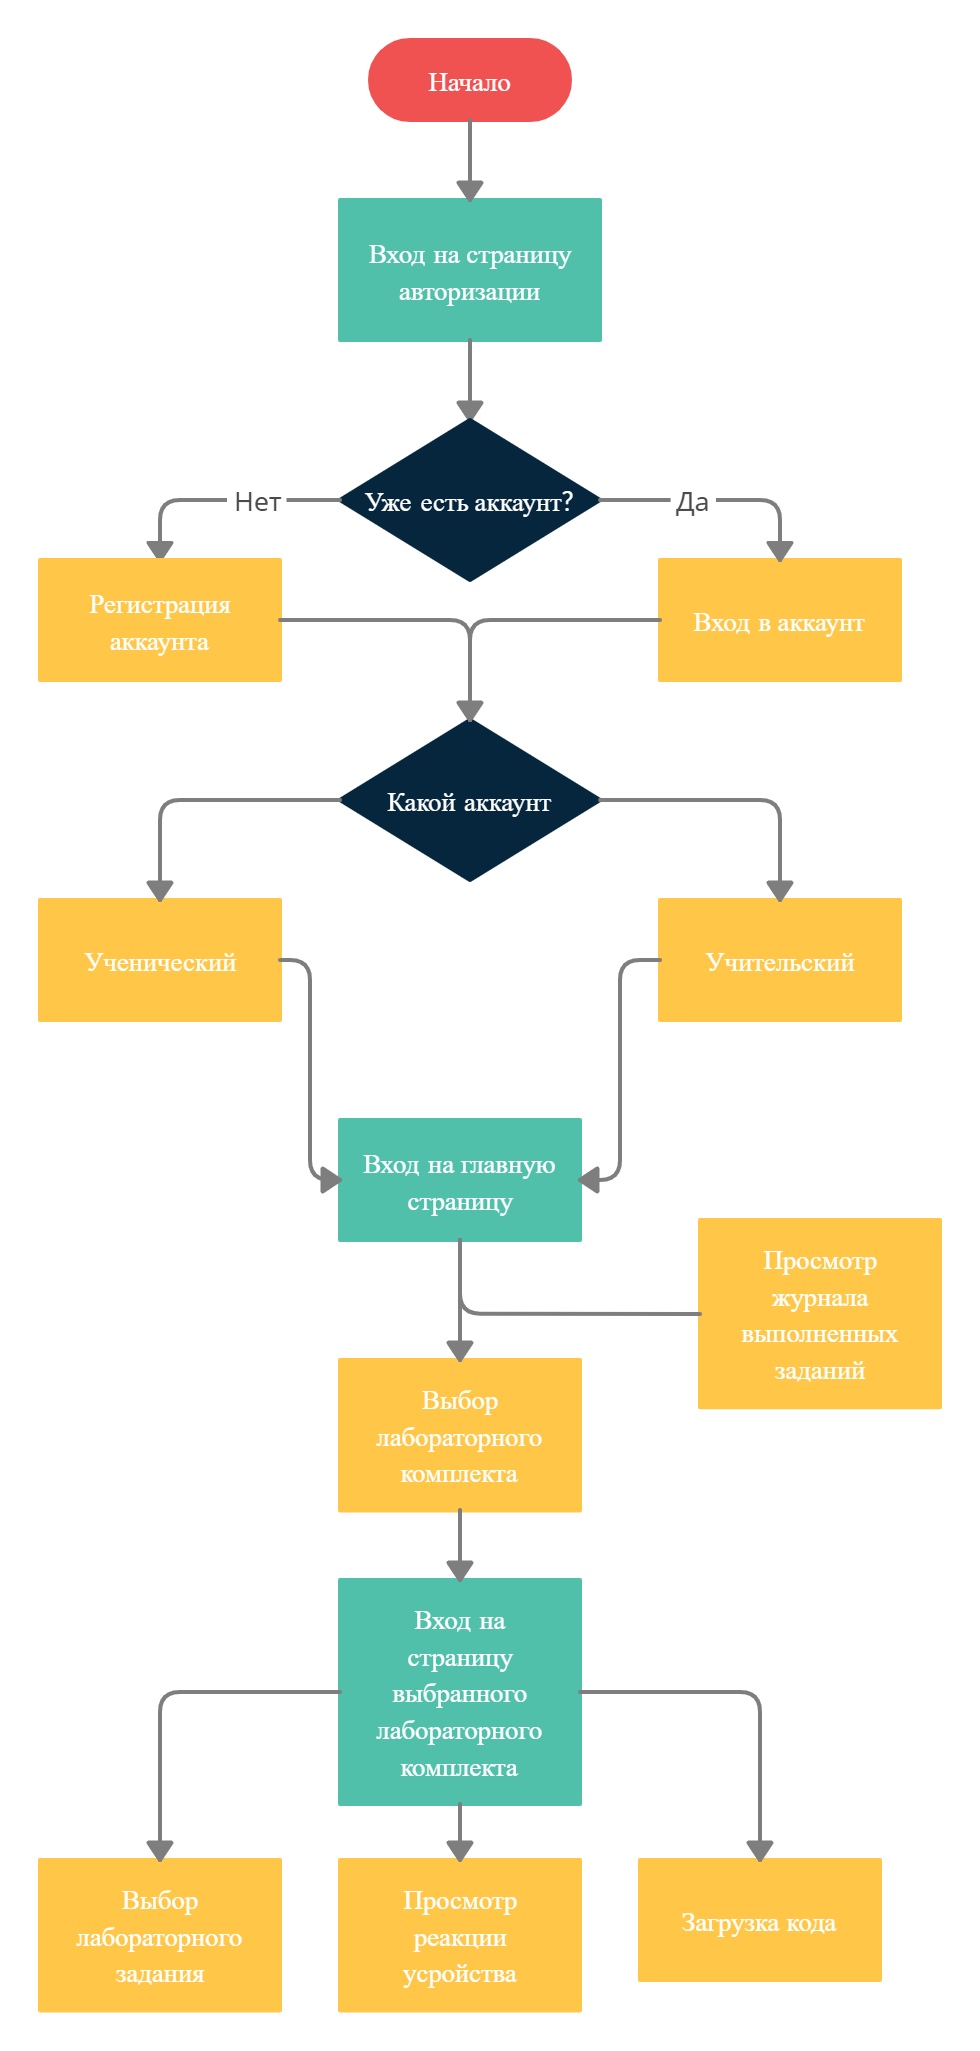 Начало
Вход на страницу
авторизации
Уже есть аккаунт?
Нет
Да
Регистрация
аккаунта
Вход в аккаунт
Какой аккаунт
Ученический
Учительский
Вход на главную
страницу
Просмотр
журнала
выполненных
заданий
Выбор
лабораторного
комплекта
Вход на
страницу
выбранного
лабораторного
комплекта
Выбор
лабораторного
задания
Просмотр
реакции
усройства
Загрузка кода